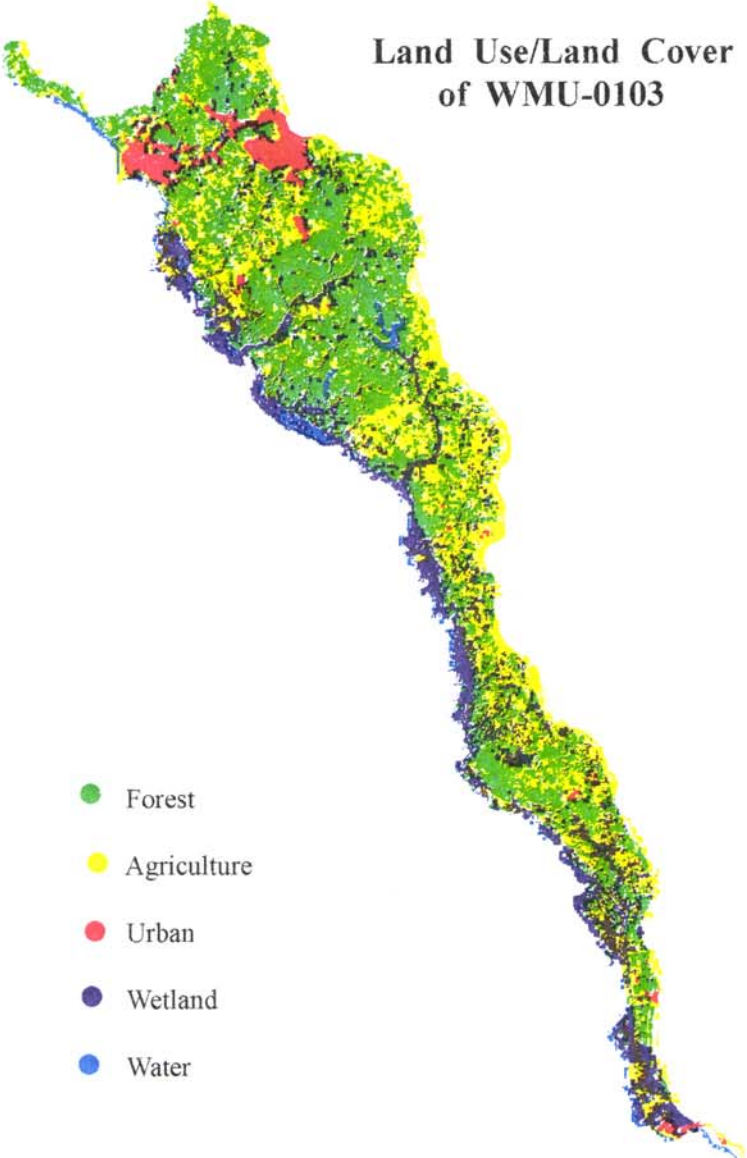 Land Use/Land Cover
of WMU-0103
Forest
Agriculture
Urban
Wetland
Water